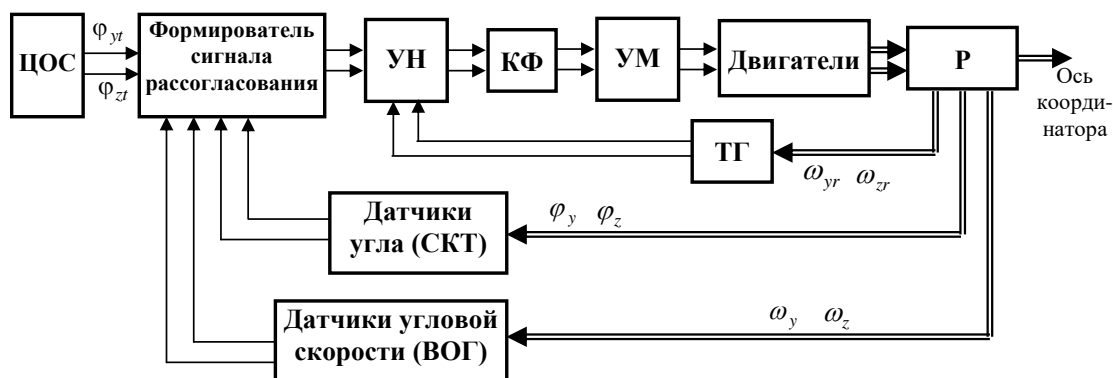 ЦОС
φyt
φzt
Формирователь
сигнала
рассогласования
УН
КФ
УМ
Двигатели
Р
Ось
коорди-
натора
ТГ
ωyr ωzr
Датчики
угла (СКТ)
φy φz
Датчики угловой
скорости (ВОГ)
ωy ωz